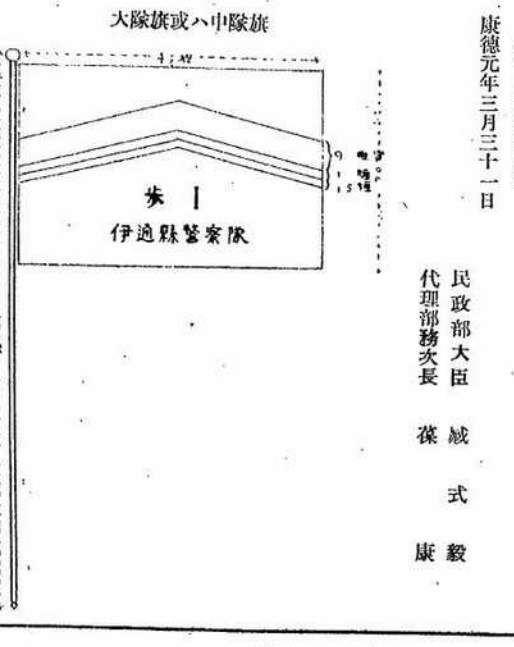 康德元年三月三十一日
民政部大臣 臧式毅
代理部務次長 葆康
大隊旗或ハ中隊旗
步 1
伊通縣警察隊